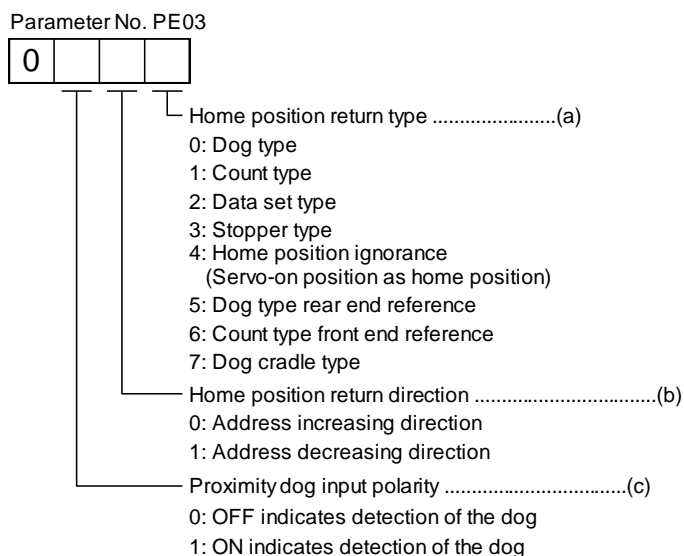 Parameter No. PE03
0
Home position return type .......................(a)
0: Dog type
1: Count type
2: Data set type
3: Stopper type
4: Home position ignorance
(Servo-on position as home position)
5: Dog type rear end reference
6: Count type front end reference
7: Dog cradle type
Home position return direction ..................................(b)
0: Address increasing direction
1: Address decreasing direction
Proximity dog input polarity ..................................(c)
0: OFF indicates detection of the dog
1: ON indicates detection of the dog